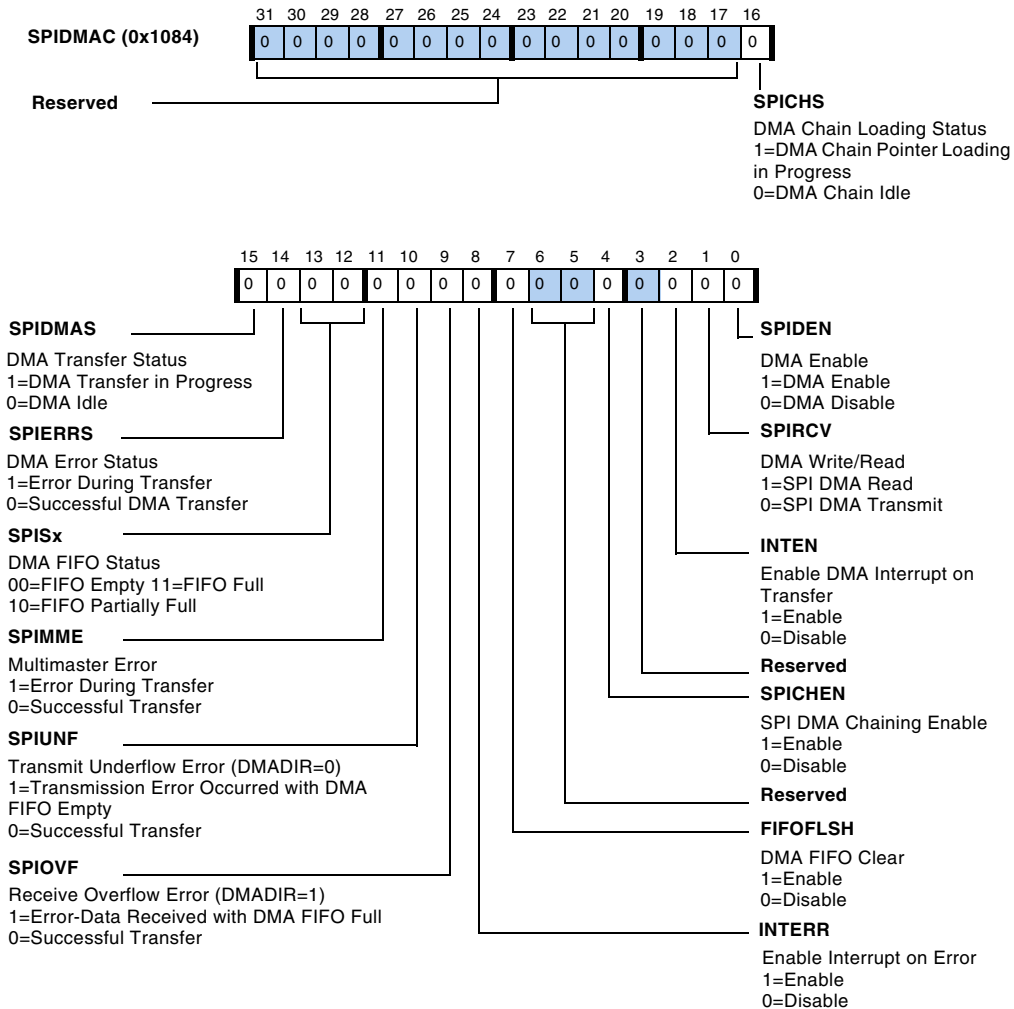 31 30 29 28 27 26 25 24 23 22 21 20 19 18 17 16
SPIDMAC (0x1084)
0 0 0 0 0 0 0 0 0 0 0 0 0 0 0 0
Reserved
SPICHS
DMA Chain Loading Status
1=DMA Chain Pointer Loading
in Progress
0=DMA Chain Idle
15 14 13 12 11 10 9 8 7 6 5 4 3 2 1 0
0 0 0 0 0 0 0 0 0 0 0 0 0 0 0 0
SPIDMAS
DMA Transfer Status
1=DMA Transfer in Progress
0=DMA Idle
SPIERRS
DMA Error Status
1=Error During Transfer
0=Successful DMA Transfer
SPISx
DMA FIFO Status
00=FIFO Empty 11=FIFO Full
10=FIFO Partially Full
SPIMME
Multimaster Error
1=Error During Transfer
0=Successful Transfer
SPIUNF
Transmit Underflow Error (DMADIR=0)
1=Transmission Error Occurred with DMA
FIFO Empty
0=Successful Transfer
SPIOVF
Receive Overflow Error (DMADIR=1)
1=Error-Data Received with DMA FIFO Full
0=Successful Transfer
SPIDEN
DMA Enable
1=DMA Enable
0=DMA Disable
SPIRCV
DMA Write/Read
1=SPI DMA Read
0=SPI DMA Transmit
INTEN
Enable DMA Interrupt on
Transfer
1=Enable
0=Disable
Reserved
SPICHEN
SPI DMA Chaining Enable
1=Enable
0=Disable
Reserved
FIFOFLSH
DMA FIFO Clear
1=Enable
0=Disable
INTERR
Enable Interrupt on Error
1=Enable
0=Disable